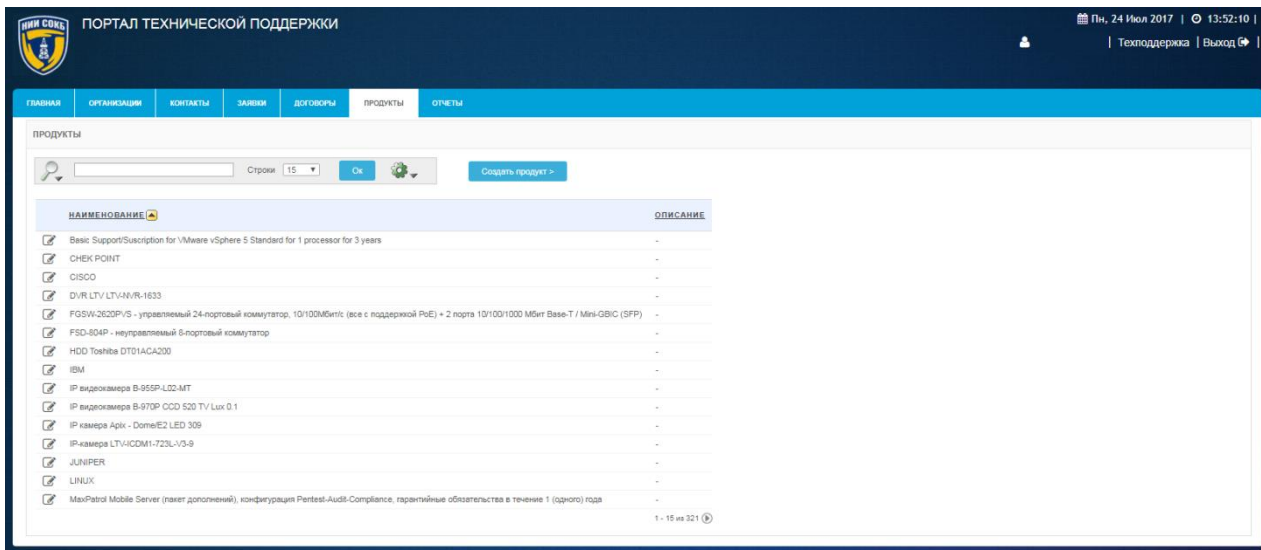 НИИ СОКБ
ПОРТАЛ ТЕХНИЧЕСКОЙ ПОДДЕРЖКИ
Пн, 24 Июл 2017 | 13:52:10 |
| Техподдержка | Выход |
ГЛАВНАЯ ОРГАНИЗАЦИИ КОНТАКТЫ ЗАЯВКИ ДОГОВОРЫ ПРОДУКТЫ ОТЧЕТЫ
ПРОДУКТЫ
Строки 15 Ок Создать продукт >
НАИМЕНОВАНИЕ ОПИСАНИЕ
Basic Support/Suscription for VMware vSphere 5 Standard for 1 processor for 3 years -
CHEK POINT -
CISCO -
DVR LTV LTV-NVR-1633 -
FGSW-2620PVS - управляемый 24-портовый коммутатор, 10/100Мбит/с (все с поддержкой PoE) + 2 порта 10/100/1000 Мбит Base-T / Mini-GBIC (SFP) -
FSD-804P - неуправляемый 8-портовый коммутатор -
HDD Toshiba DT01ACA200 -
IBM -
IP видеокамера B-955P-L02-MT -
IP видеокамера B-970P CCD 520 TV Lux 0.1 -
IP камера Apix - Dome/E2 LED 309 -
IP-камера LTV-ICDM1-723L-V3-9 -
JUNIPER -
LINUX -
MaxPatrol Mobile Server (пакет дополнений), конфигурация Pentest-Audit-Compliance, гарантийные обязательства в течение 1 (одного) года -
1 - 15 из 321